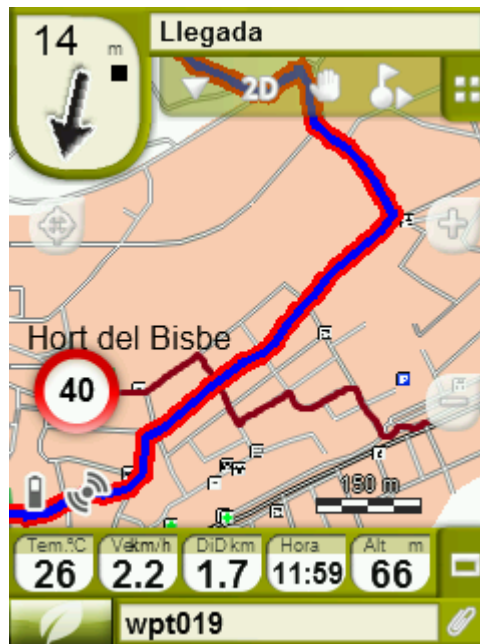 Llegada
14 m
2D
Hort del Bisbe
40
150 m
Tem.ºC
26
Vekm/h
2.2
DiD km
1.7
Hora
11:59
Alt m
66
wpt019